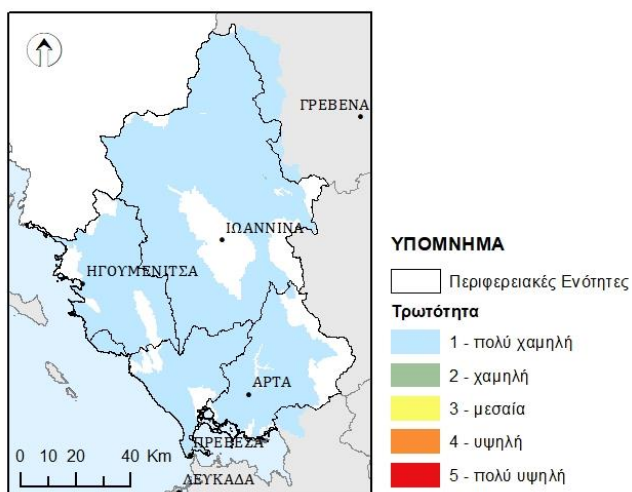 ΓΡΕΒΕΝΑ
ΙΩΑΝΝΙΝΑ
ΗΓΟΥΜΕΝΙΤΣΑ
ΑΡΤΑ
ΠΡΕΒΕΖΑ
ΛΕΥΚΑΔΑ
0 10 20 40 Km
ΥΠΟΜΝΗΜΑ
Περιφερειακές Ενότητες
Τρωτότητα
1 - πολύ χαμηλή
2 - χαμηλή
3 - μεσαία
4 - υψηλή
5 - πολύ υψηλή